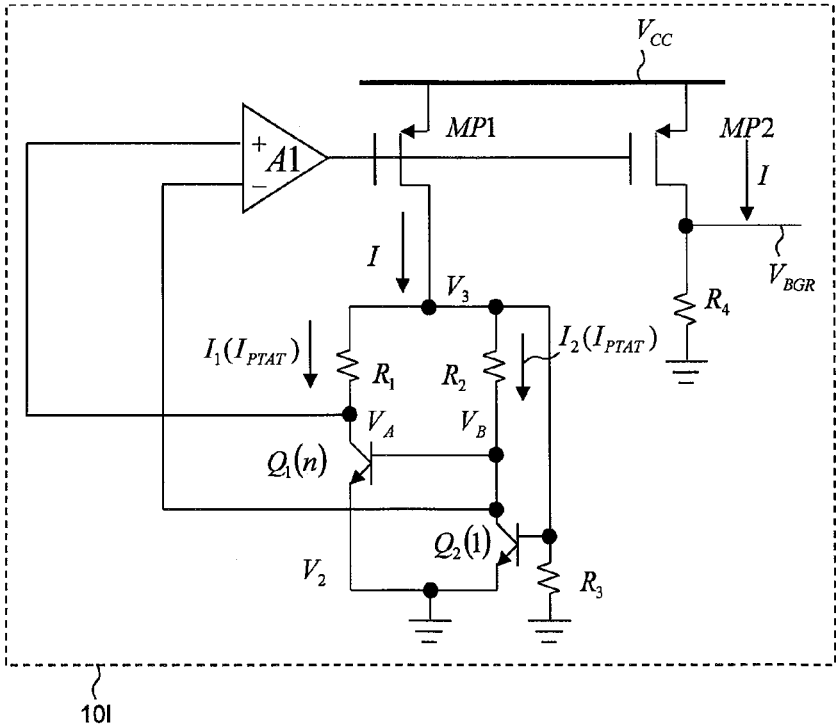 V_CC
+
A1
−
MP1
MP2
I
I
V_BGR
V_3
R_4
I_1(I_PTAT)
I_2(I_PTAT)
R_1
R_2
V_A
V_B
Q_1(n)
Q_2(1)
V_2
R_3
10I